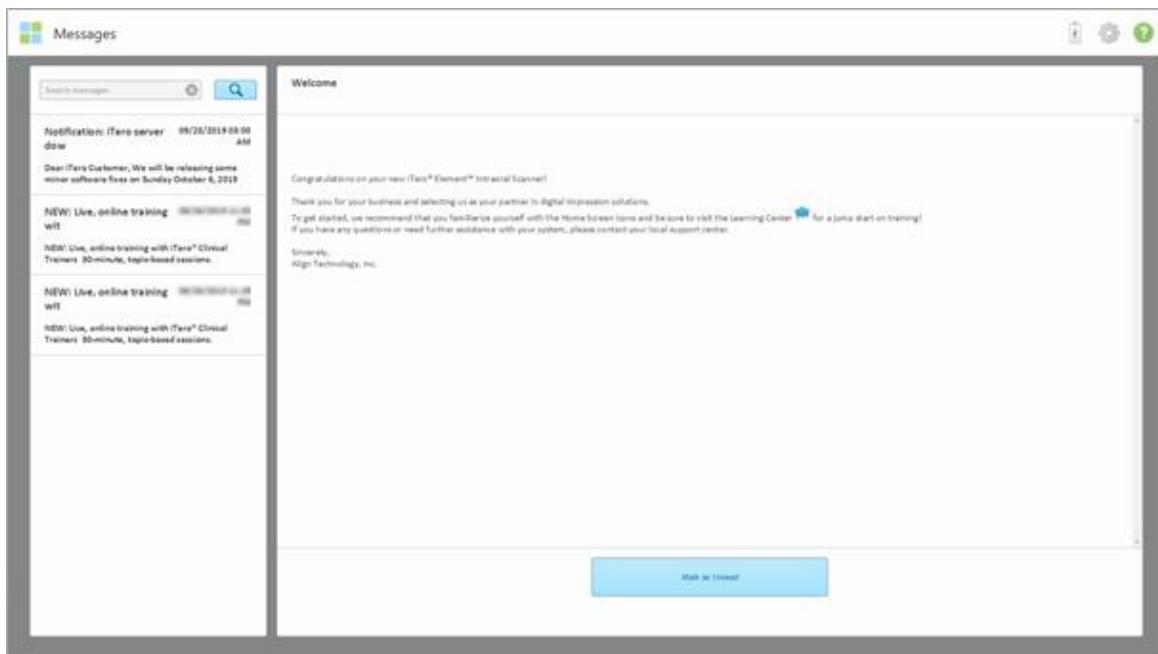 Messages
Search messages
Notification: iTero server 09/28/2019 03:00
dow AM
Dear iTero Customer, We will be releasing some
minor software fixes on Sunday October 6, 2019
NEW: Live, online training
wit
NEW: Live, online training with iTero® Clinical
Trainers 30-minute, topic-based sessions.
NEW: Live, online training
wit
NEW: Live, online training with iTero® Clinical
Trainers 30-minute, topic-based sessions.
Welcome
Congratulations on your new iTero® Element™ Intraoral Scanner!
Thank you for your business and selecting us as your partner in digital impression solutions.
To get started, we recommend that you familiarize yourself with the Home Screen icons and be sure to visit the Learning Center for a jump start on training!
If you have any questions or need further assistance with your system, please contact your local support center.
Sincerely,
Align Technology, Inc.
Mark as Unread